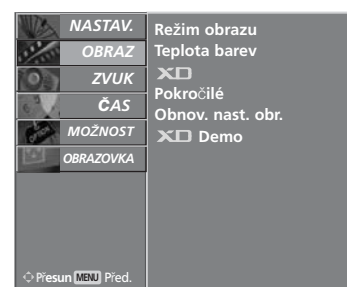 NASTAV.
OBRAZ
ZVUK
ČAS
MOŽNOST
OBRAZOVKA
Režim obrazu
Teplota barev
XD
Pokročilé
Obnov. nast. obr.
XD Demo
Přesun MENU Před.